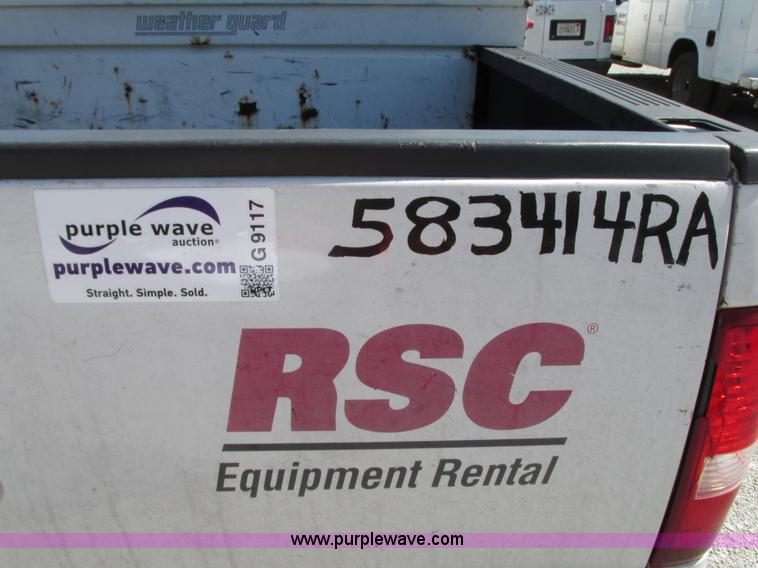 weather guard
purple wave
auction®
purplewave.com
Straight. Simple. Sold.
G9117
583414RA
RSC®
Equipment Rental
www.purplewave.com